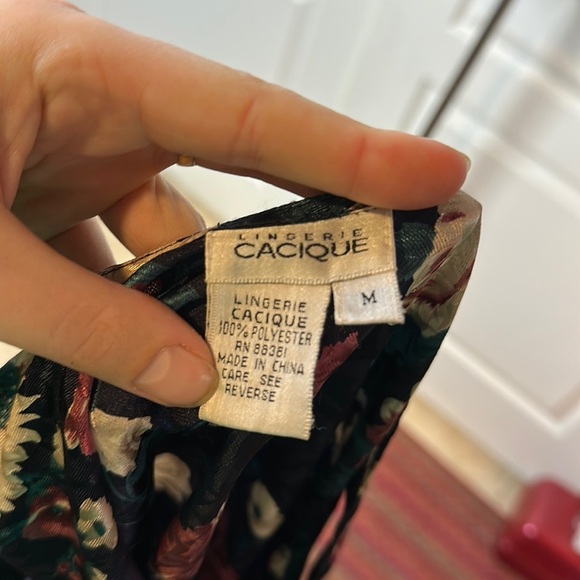 LINGERIE
CACIQUE
M
LINGERIE
CACIQUE
100% POLYESTER
RN 88381
MADE IN CHINA
CARE SEE
REVERSE